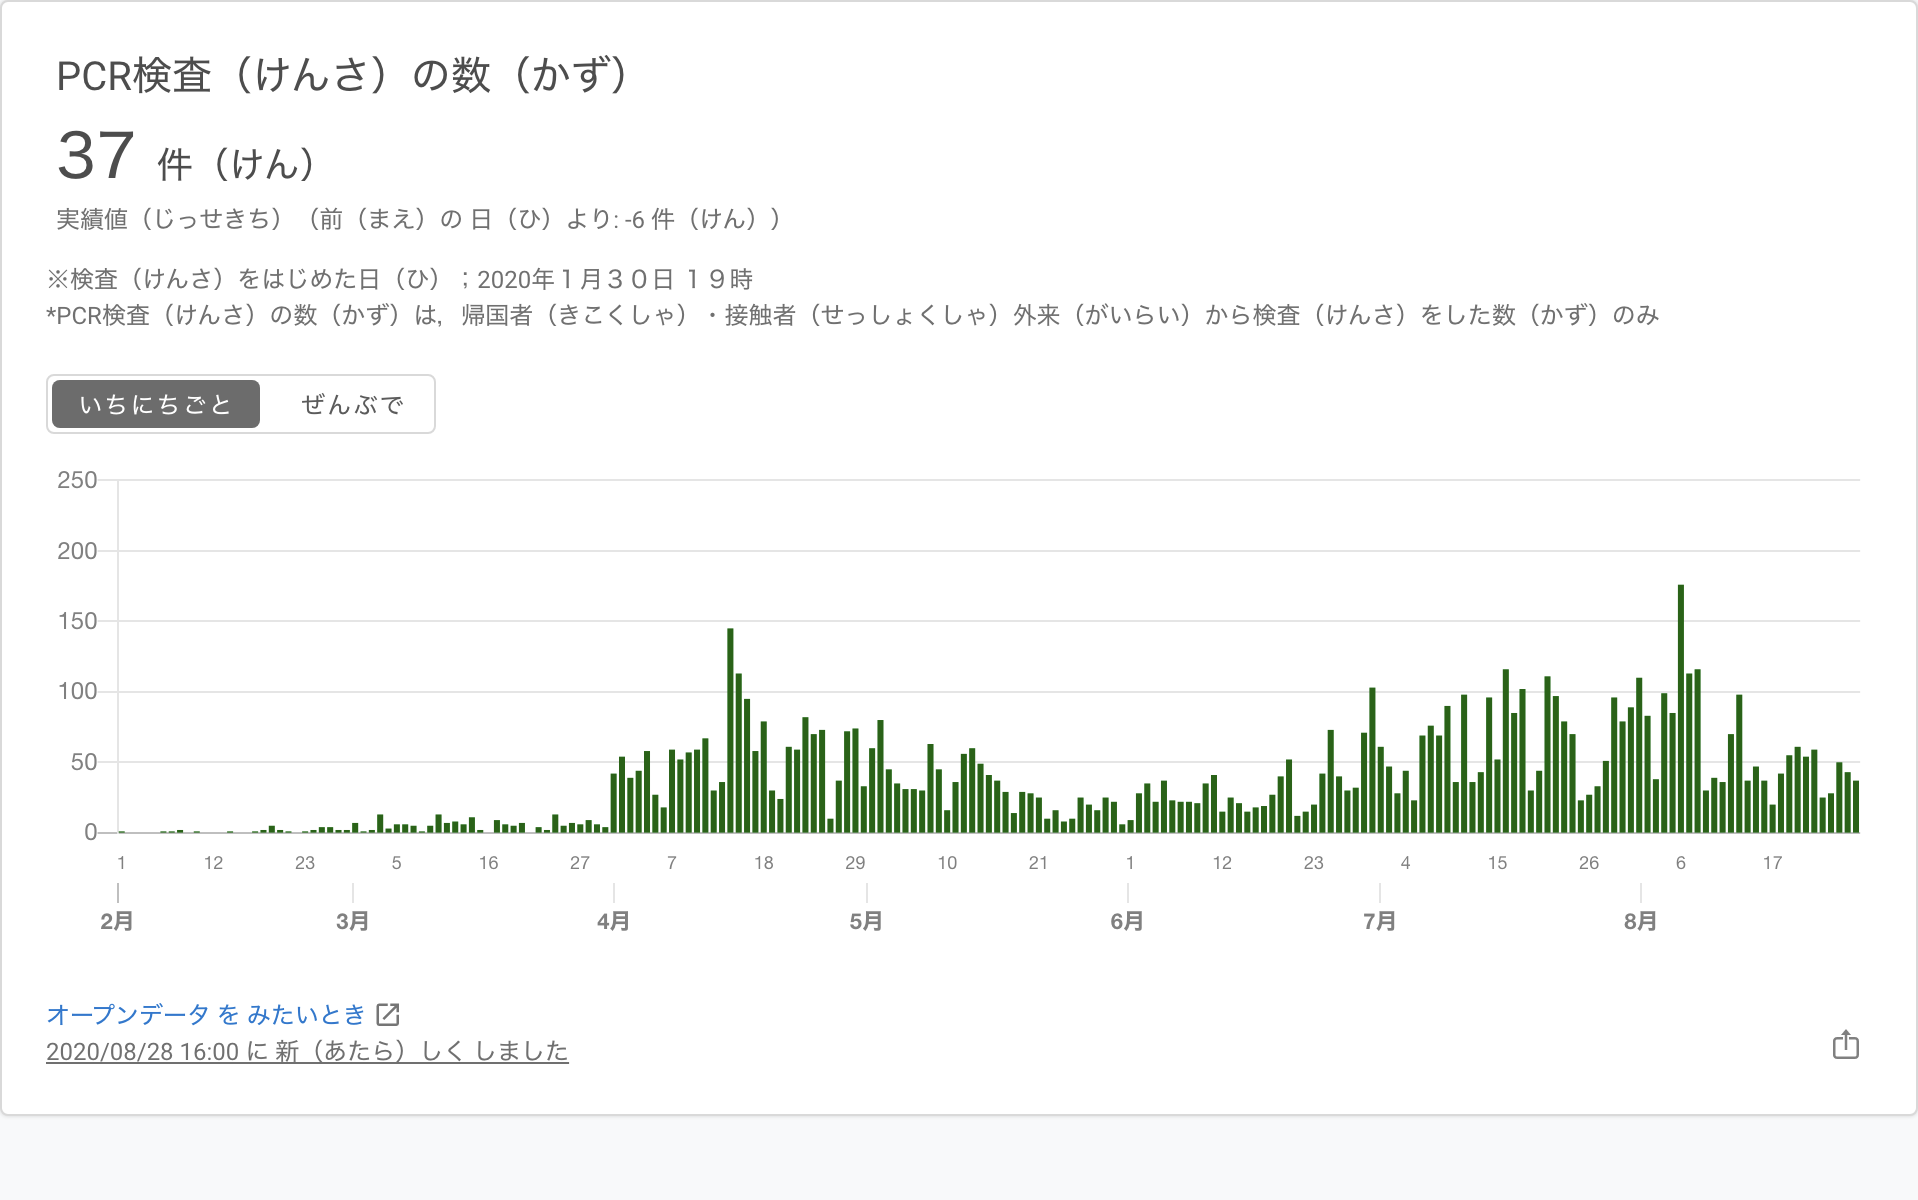 PCR検査（けんさ）の数（かず）
37 件（けん）
実績値（じっせきち）（前（まえ）の 日（ひ）より: -6 件（けん））
※検査（けんさ）をはじめた日（ひ）；2020年１月３０日 １９時
*PCR検査（けんさ）の数（かず）は，帰国者（きこくしゃ）・接触者（せっしょくしゃ）外来（がいらい）から検査（けんさ）をした数（かず）のみ
いちにちごと ぜんぶで
250
200
150
100
50
0
1 12 23 5 16 27 7 18 29 10 21 1 12 23 4 15 26 6 17
2月 3月 4月 5月 6月 7月 8月
オープンデータ を みたいとき
2020/08/28 16:00 に 新（あたら）しく しました